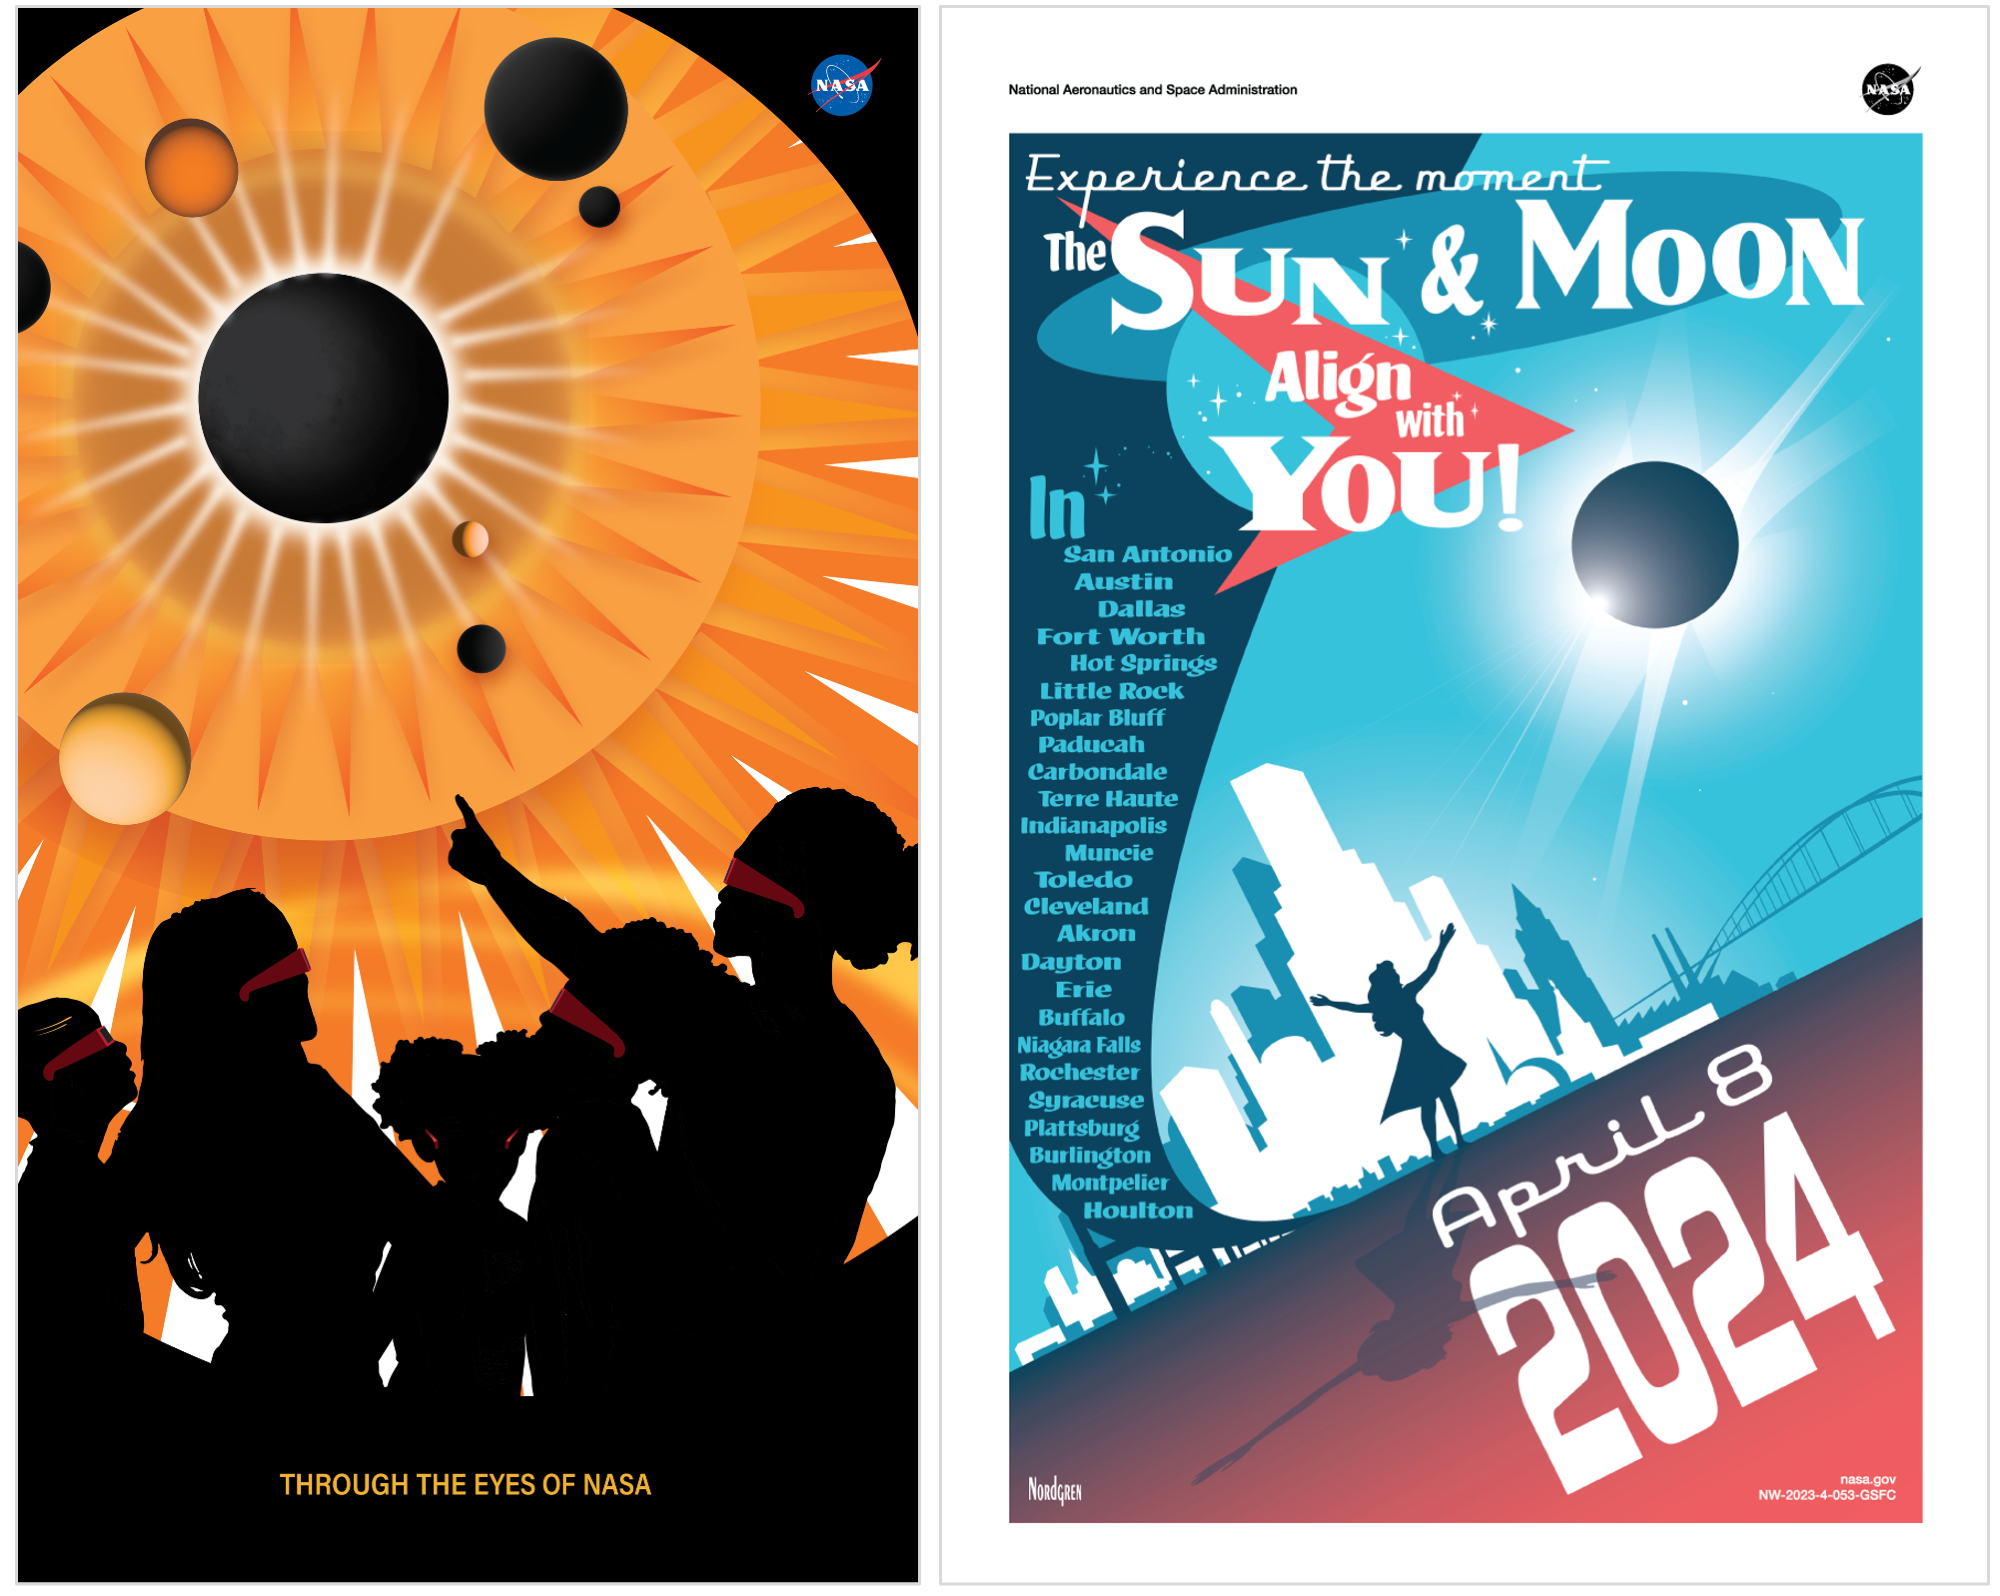 NASA
THROUGH THE EYES OF NASA
National Aeronautics and Space Administration
NASA
Experience the moment
The SUN & MOON
Align
with
YOU!
In
San Antonio
Austin
Dallas
Fort Worth
Hot Springs
Little Rock
Poplar Bluff
Paducah
Carbondale
Terre Haute
Indianapolis
Muncie
Toledo
Cleveland
Akron
Dayton
Erie
Buffalo
Niagara Falls
Rochester
Syracuse
Plattsburg
Burlington
Montpelier
Houlton
April 8
2024
NORDGREN
nasa.gov
NW-2023-4-053-GSFC